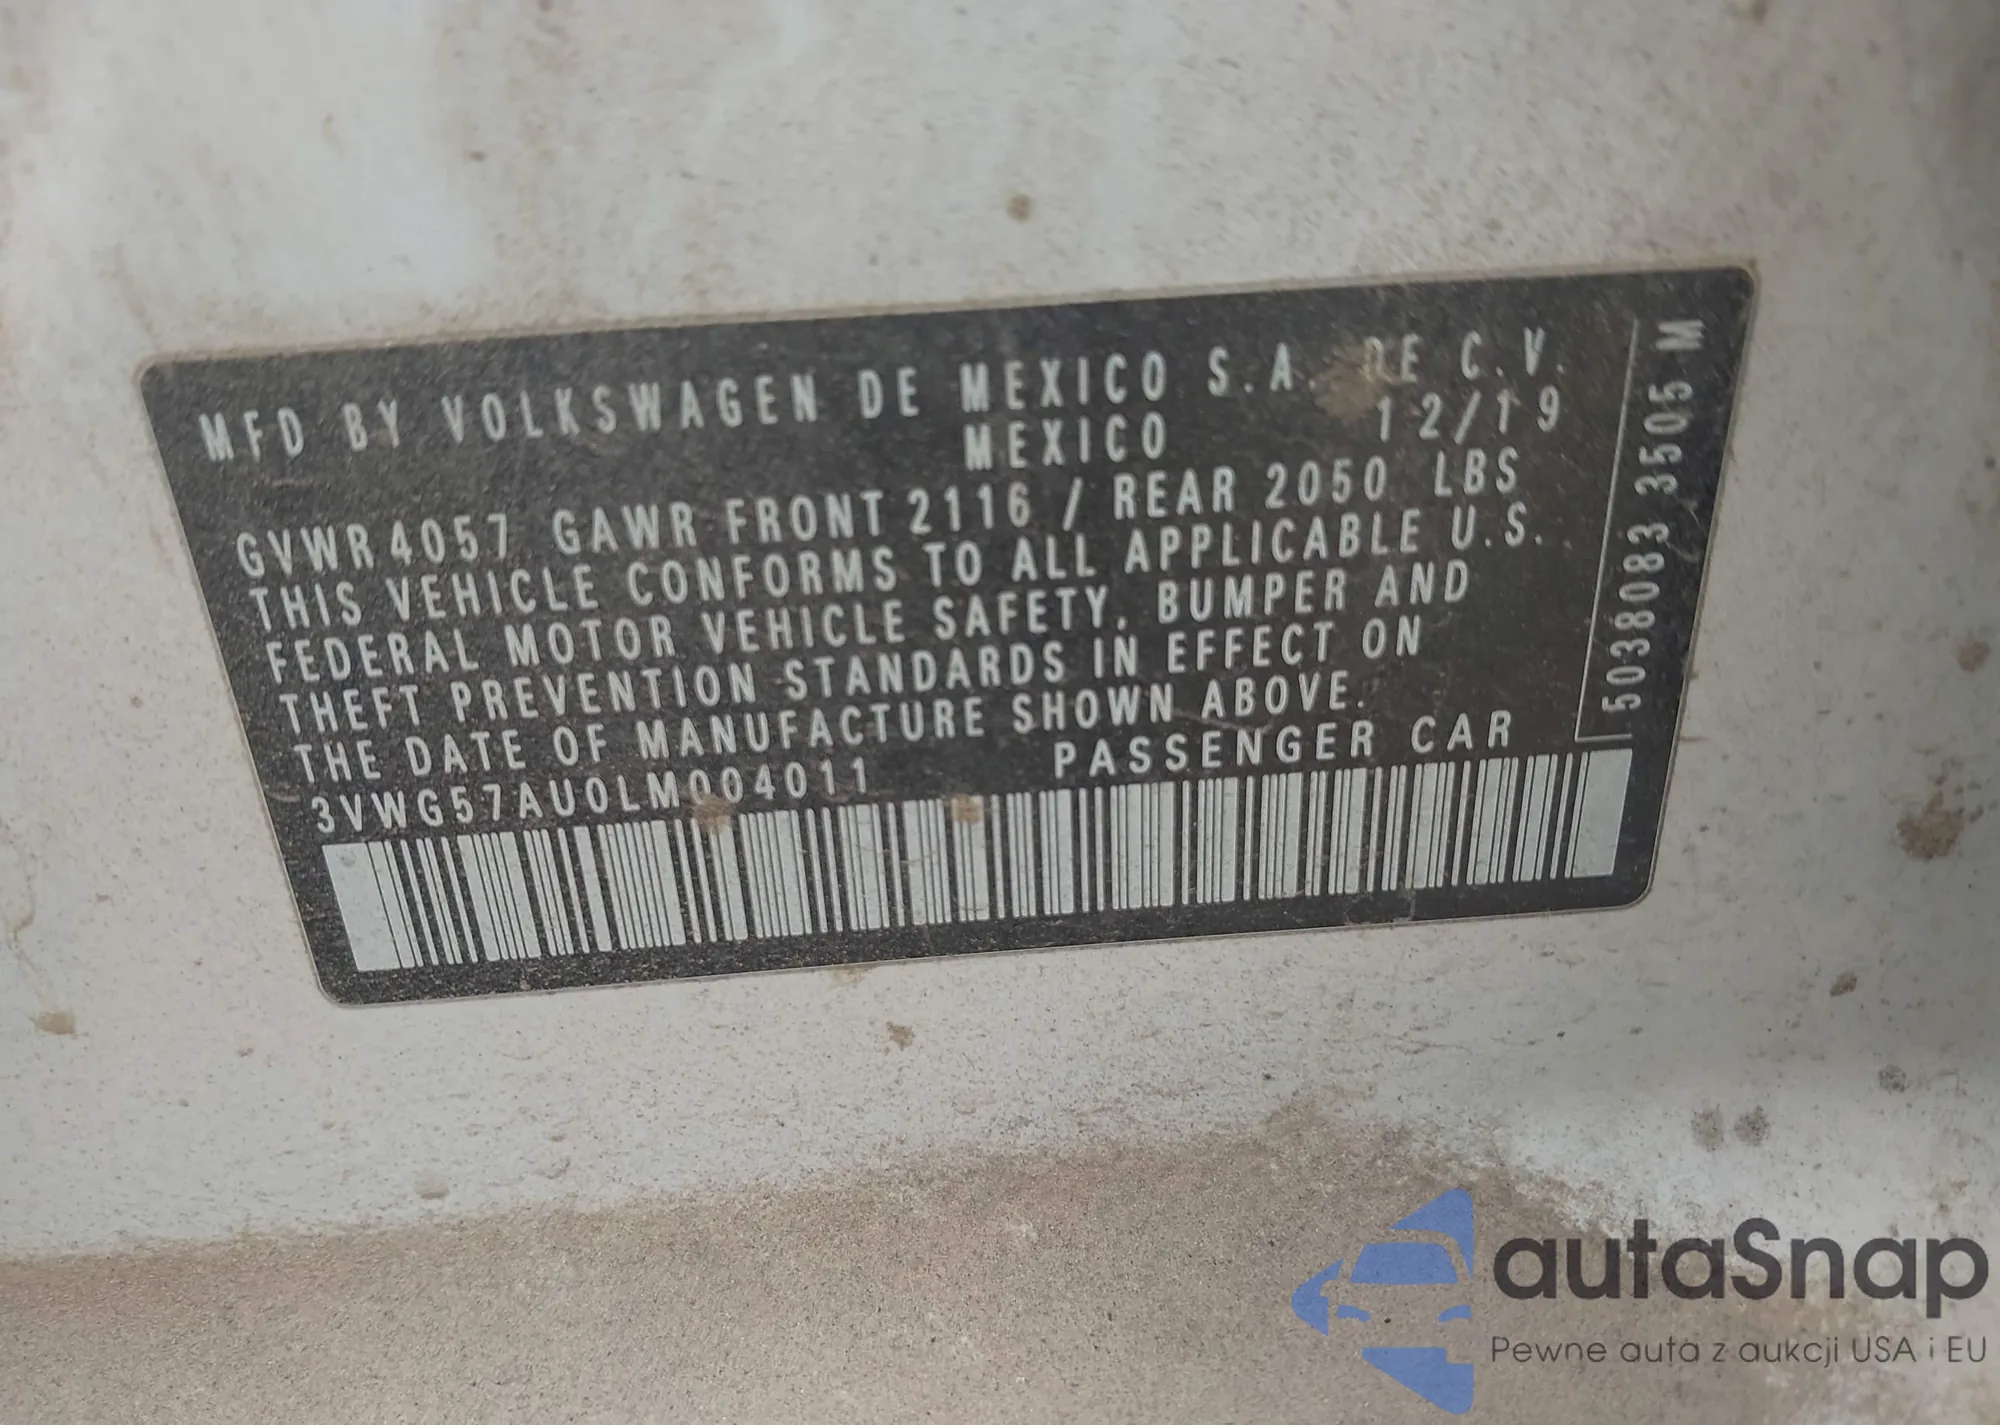 MFD BY VOLKSWAGEN DE MEXICO S.A. DE C.V.
MEXICO 12/19
GVWR 4057 GAWR FRONT 2116 / REAR 2050 LBS
THIS VEHICLE CONFORMS TO ALL APPLICABLE U.S.
FEDERAL MOTOR VEHICLE SAFETY, BUMPER AND
THEFT PREVENTION STANDARDS IN EFFECT ON
THE DATE OF MANUFACTURE SHOWN ABOVE.
3VWG57AU0LM004011 PASSENGER CAR
5038083 3505 M
autaSnap
Pewne auta z aukcji USA i EU